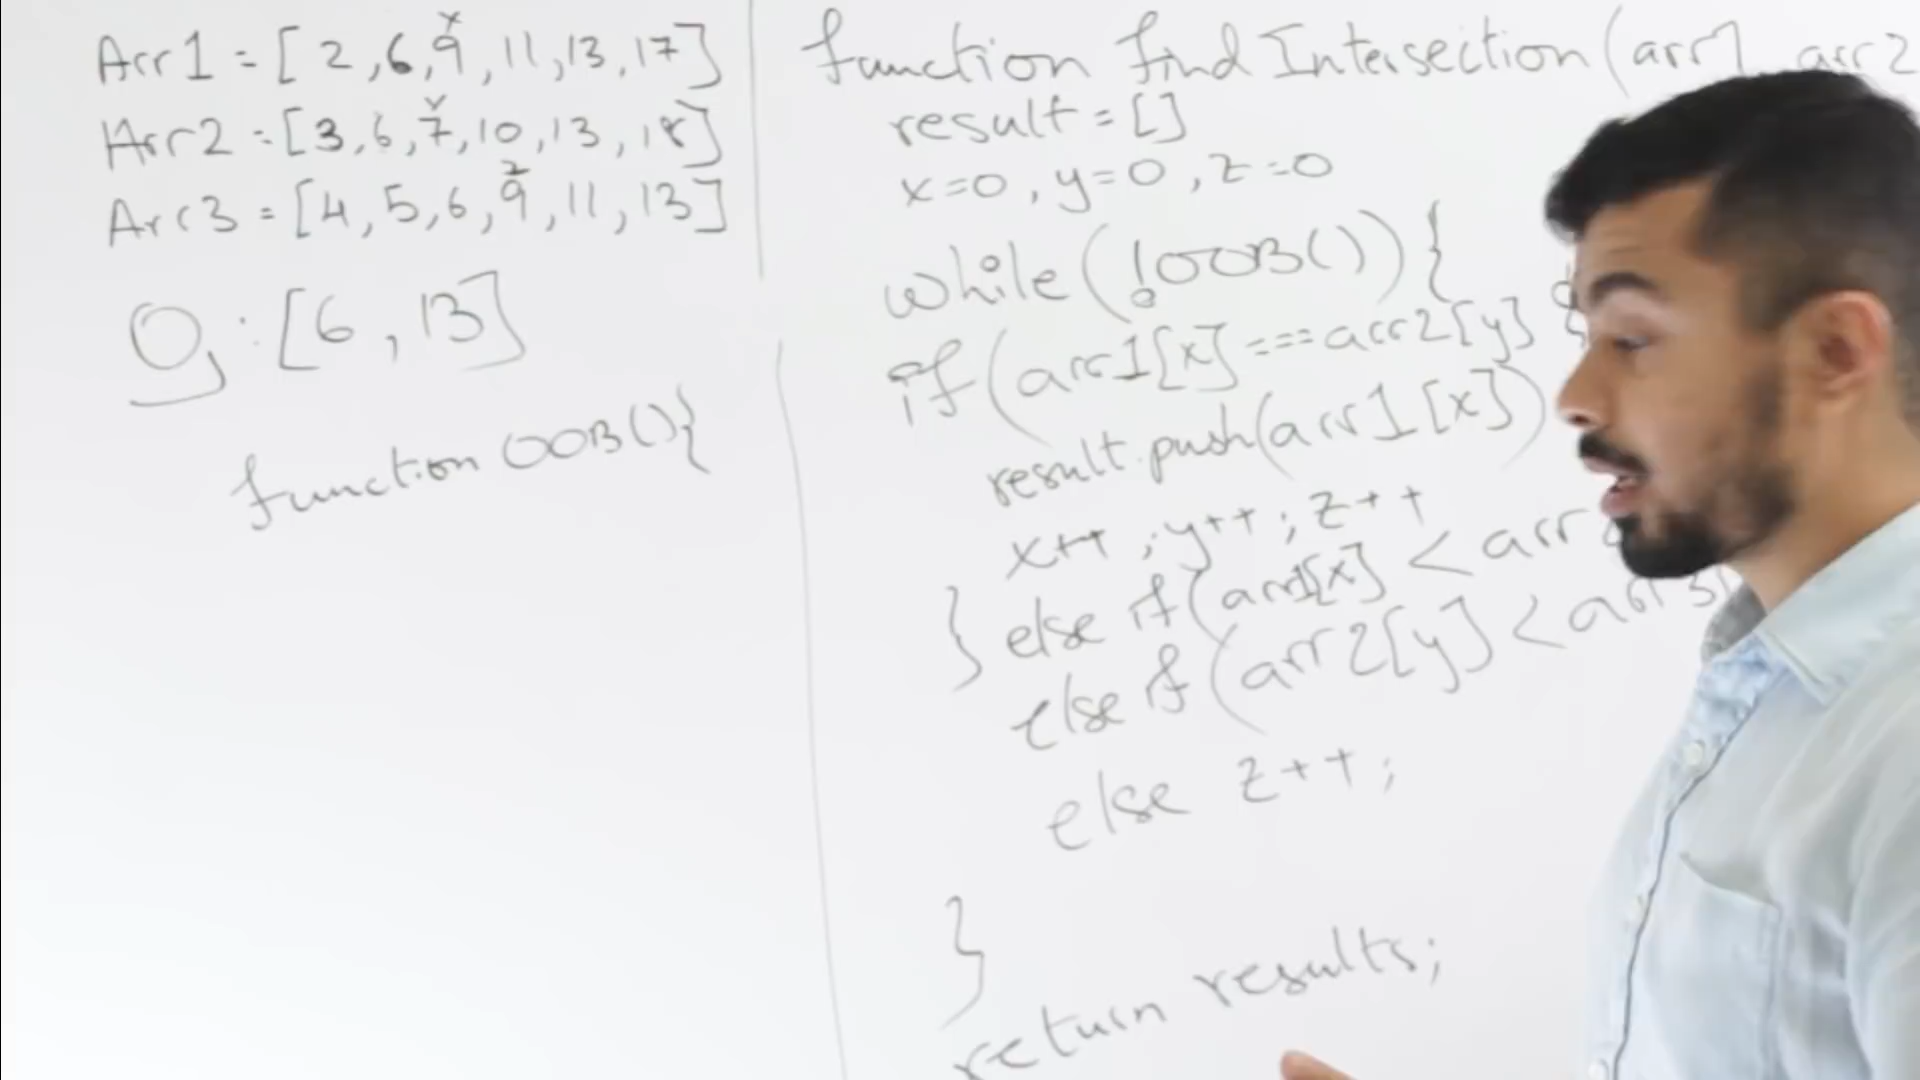 Arr1 = [ 2, 6, 9, 11, 13, 17]
x
Arr2 = [3, 6, 7, 10, 13, 18]
y
Arr3 = [4, 5, 6, 9, 11, 13]
z
O: [6, 13]
function OOB(){
function findIntersection(arr1, arr2
result = []
x=0, y=0, z=0
while(!OOB()){
if(arr1[x] === arr2[y]
result.push(arr1[x])
x++; y++; z++
} else if(arr1[x] < arr
else if(arr2[y] < arr3[
else z++;
}
return results;